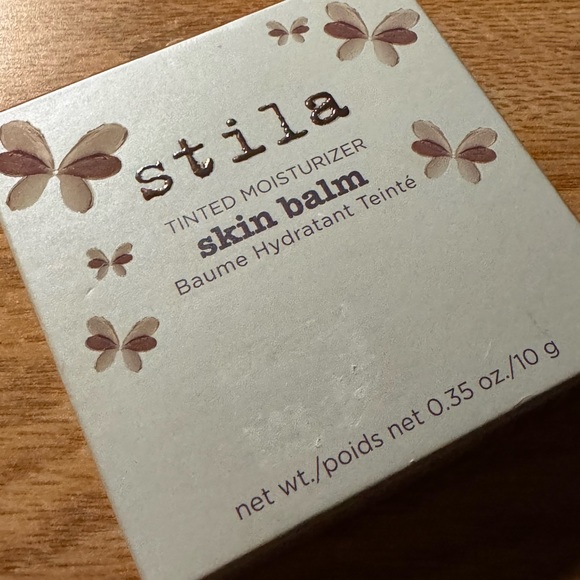 stila
TINTED MOISTURIZER
skin balm
Baume Hydratant Teinté
net wt./poids net 0.35 oz./10 g